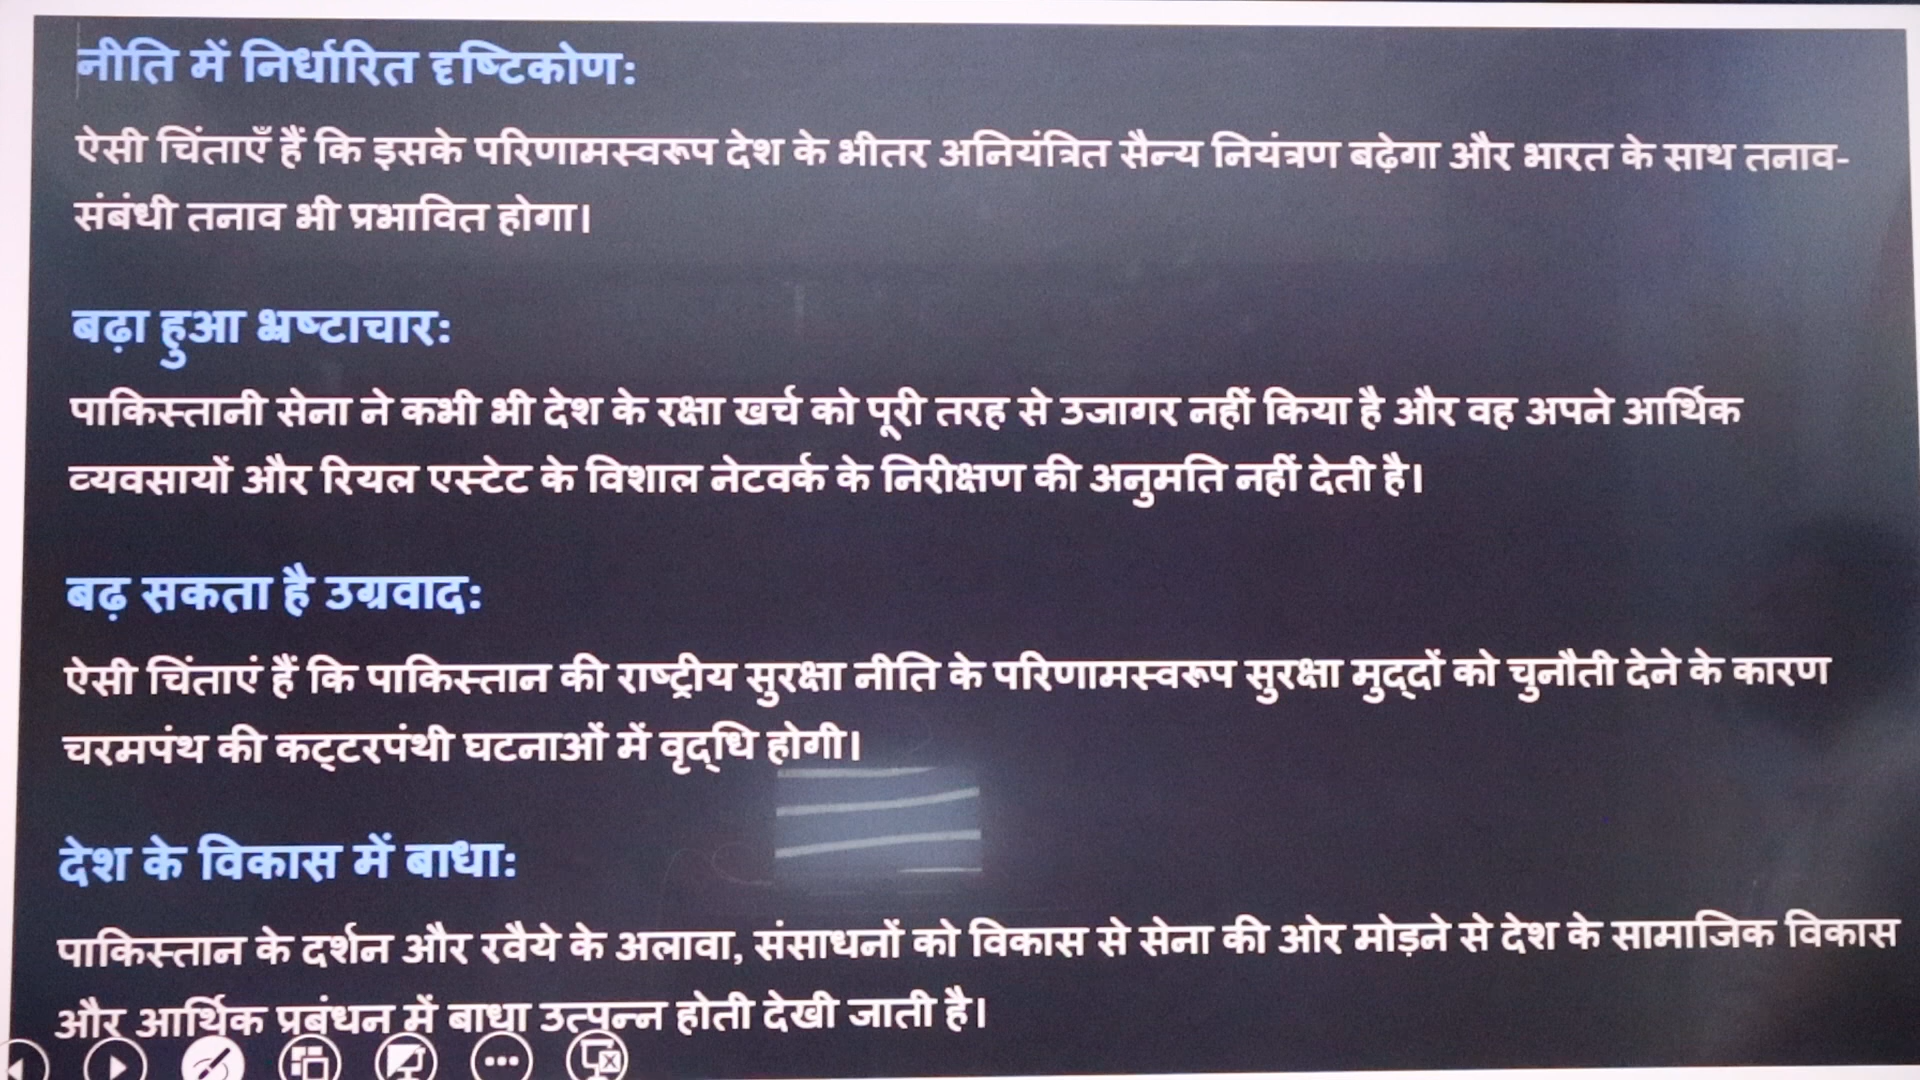 नीति में निर्धारित दृष्टिकोण:
ऐसी चिंताएँ हैं कि इसके परिणामस्वरूप देश के भीतर अनियंत्रित सैन्य नियंत्रण बढ़ेगा और भारत के साथ तनाव-
संबंधी तनाव भी प्रभावित होगा।
बढ़ा हुआ भ्रष्टाचार:
पाकिस्तानी सेना ने कभी भी देश के रक्षा खर्च को पूरी तरह से उजागर नहीं किया है और वह अपने आर्थिक
व्यवसायों और रियल एस्टेट के विशाल नेटवर्क के निरीक्षण की अनुमति नहीं देती है।
बढ़ सकता है उग्रवाद:
ऐसी चिंताएं हैं कि पाकिस्तान की राष्ट्रीय सुरक्षा नीति के परिणामस्वरूप सुरक्षा मुद्दों को चुनौती देने के कारण
चरमपंथ की कट्टरपंथी घटनाओं में वृद्धि होगी।
देश के विकास में बाधा:
पाकिस्तान के दर्शन और रवैये के अलावा, संसाधनों को विकास से सेना की ओर मोड़ने से देश के सामाजिक विकास
और आर्थिक प्रबंधन में बाधा उत्पन्न होती देखी जाती है।